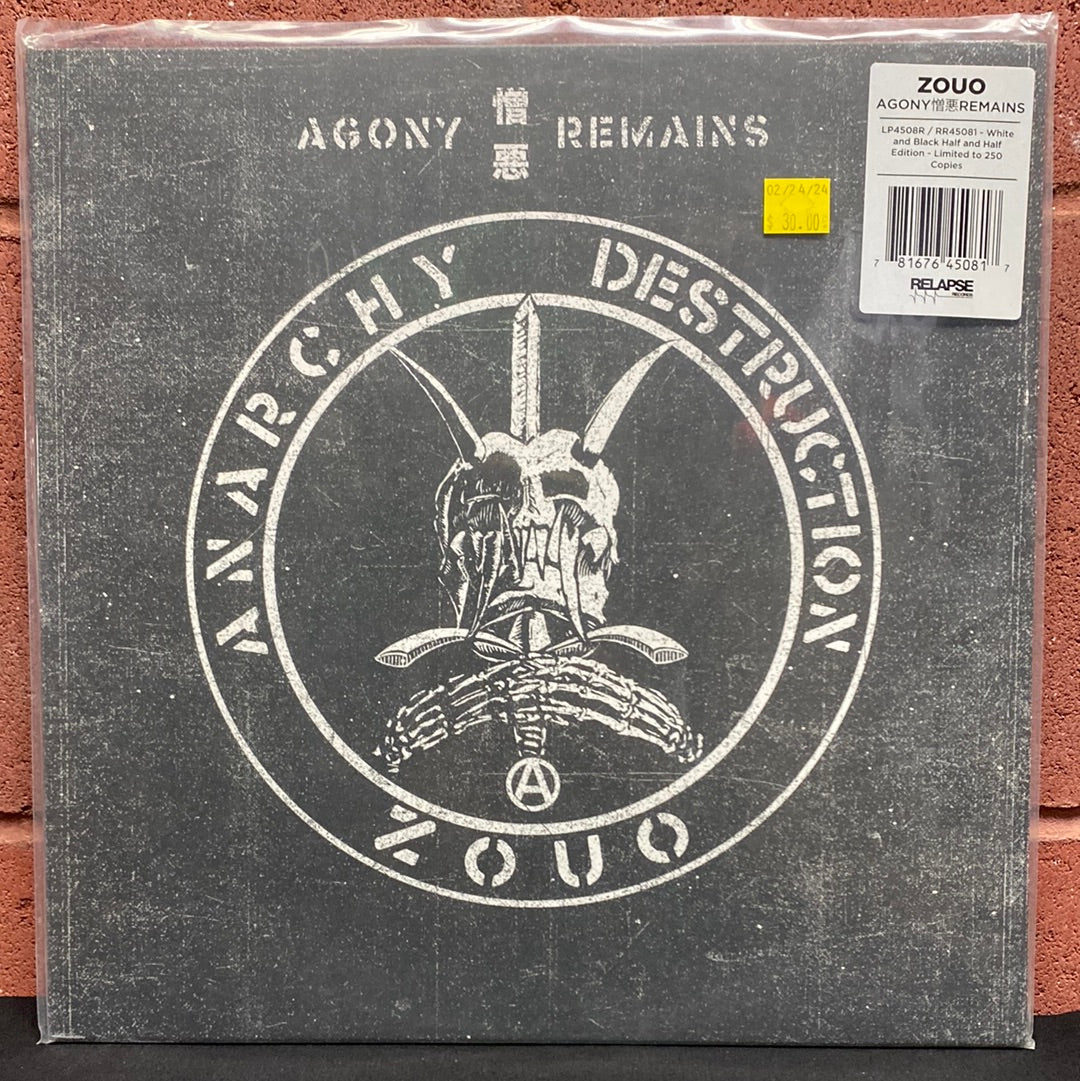 AGONY 憎悪 REMAINS
ANARCHY DESTRUCTION
A
ZOUO
02/24/24
$ 30.00
ZOUO
AGONY憎悪REMAINS
LP4508R / RR45081 - White
and Black Half and Half
Edition - Limited to 250
Copies
7 81676 45081 7
RELAPSE
RECORDS